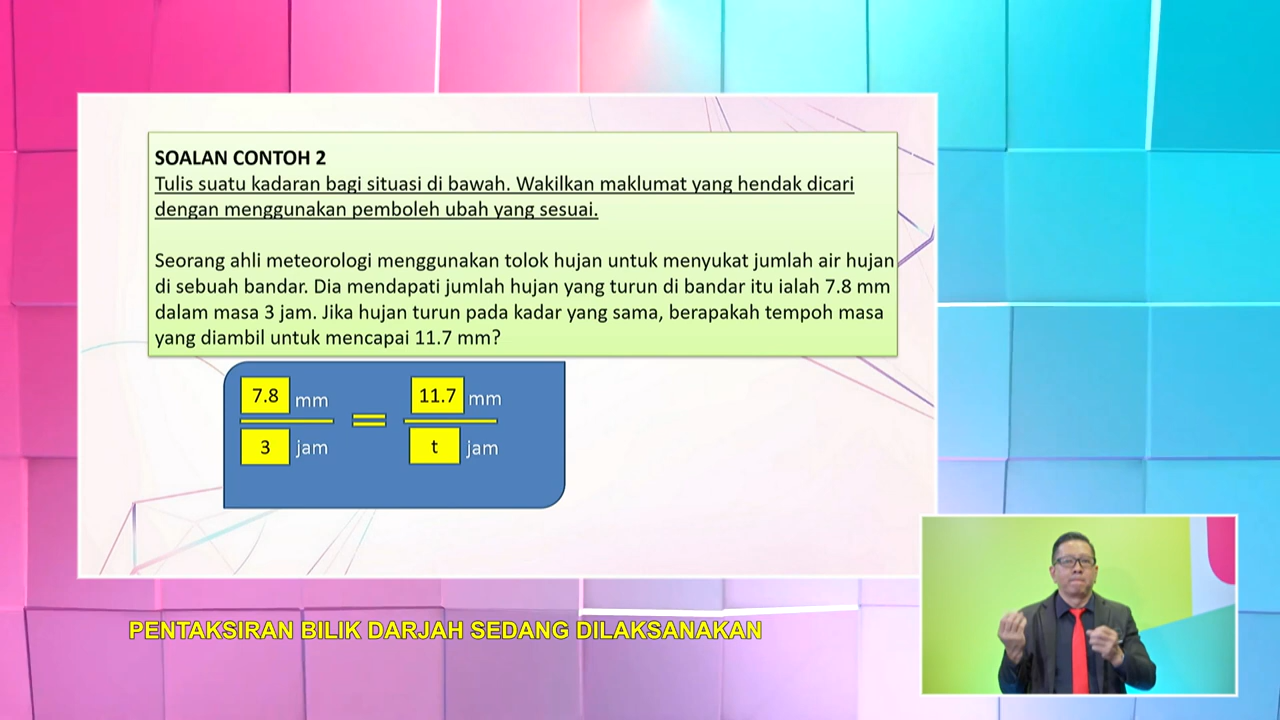 SOALAN CONTOH 2
Tulis suatu kadaran bagi situasi di bawah. Wakilkan maklumat yang hendak dicari
dengan menggunakan pemboleh ubah yang sesuai.
Seorang ahli meteorologi menggunakan tolok hujan untuk menyukat jumlah air hujan
di sebuah bandar. Dia mendapati jumlah hujan yang turun di bandar itu ialah 7.8 mm
dalam masa 3 jam. Jika hujan turun pada kadar yang sama, berapakah tempoh masa
yang diambil untuk mencapai 11.7 mm?
7.8 mm = 11.7 mm
3 jam t jam
PENTAKSIRAN BILIK DARJAH SEDANG DILAKSANAKAN